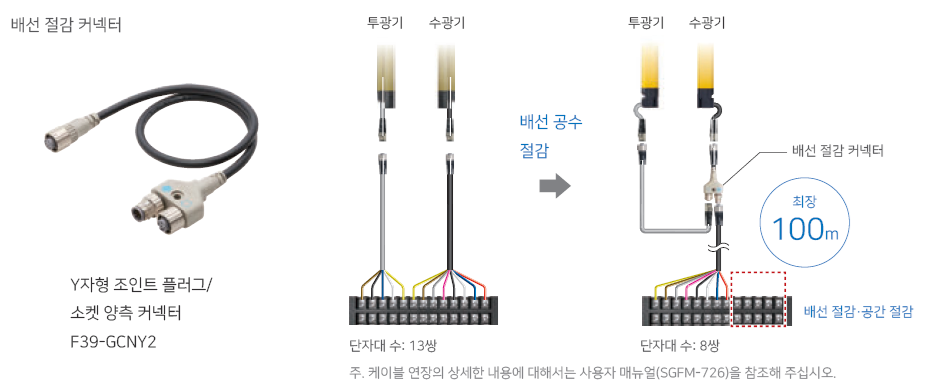 배선 절감 커넥터
투광기
수광기
투광기
수광기
배선 공수
절감
배선 절감 커넥터
최장
100m
Y자형 조인트 플러그/
소켓 양측 커넥터
F39-GCNY2
배선 절감·공간 절감
단자대 수: 13쌍
단자대 수: 8쌍
주. 케이블 연장의 상세한 내용에 대해서는 사용자 매뉴얼(SGFM-726)을 참조해 주십시오.